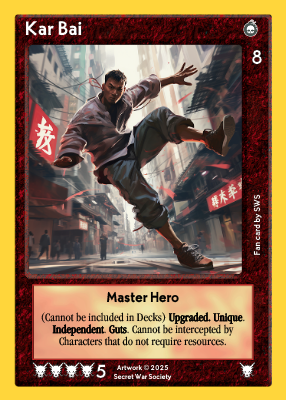 Kar Bai
8
Fan card by SWS
Master Hero
(Cannot be included in Decks) Upgraded. Unique.
Independent. Guts. Cannot be intercepted by
Characters that do not require resources.
5
Artwork © 2025
Secret War Society